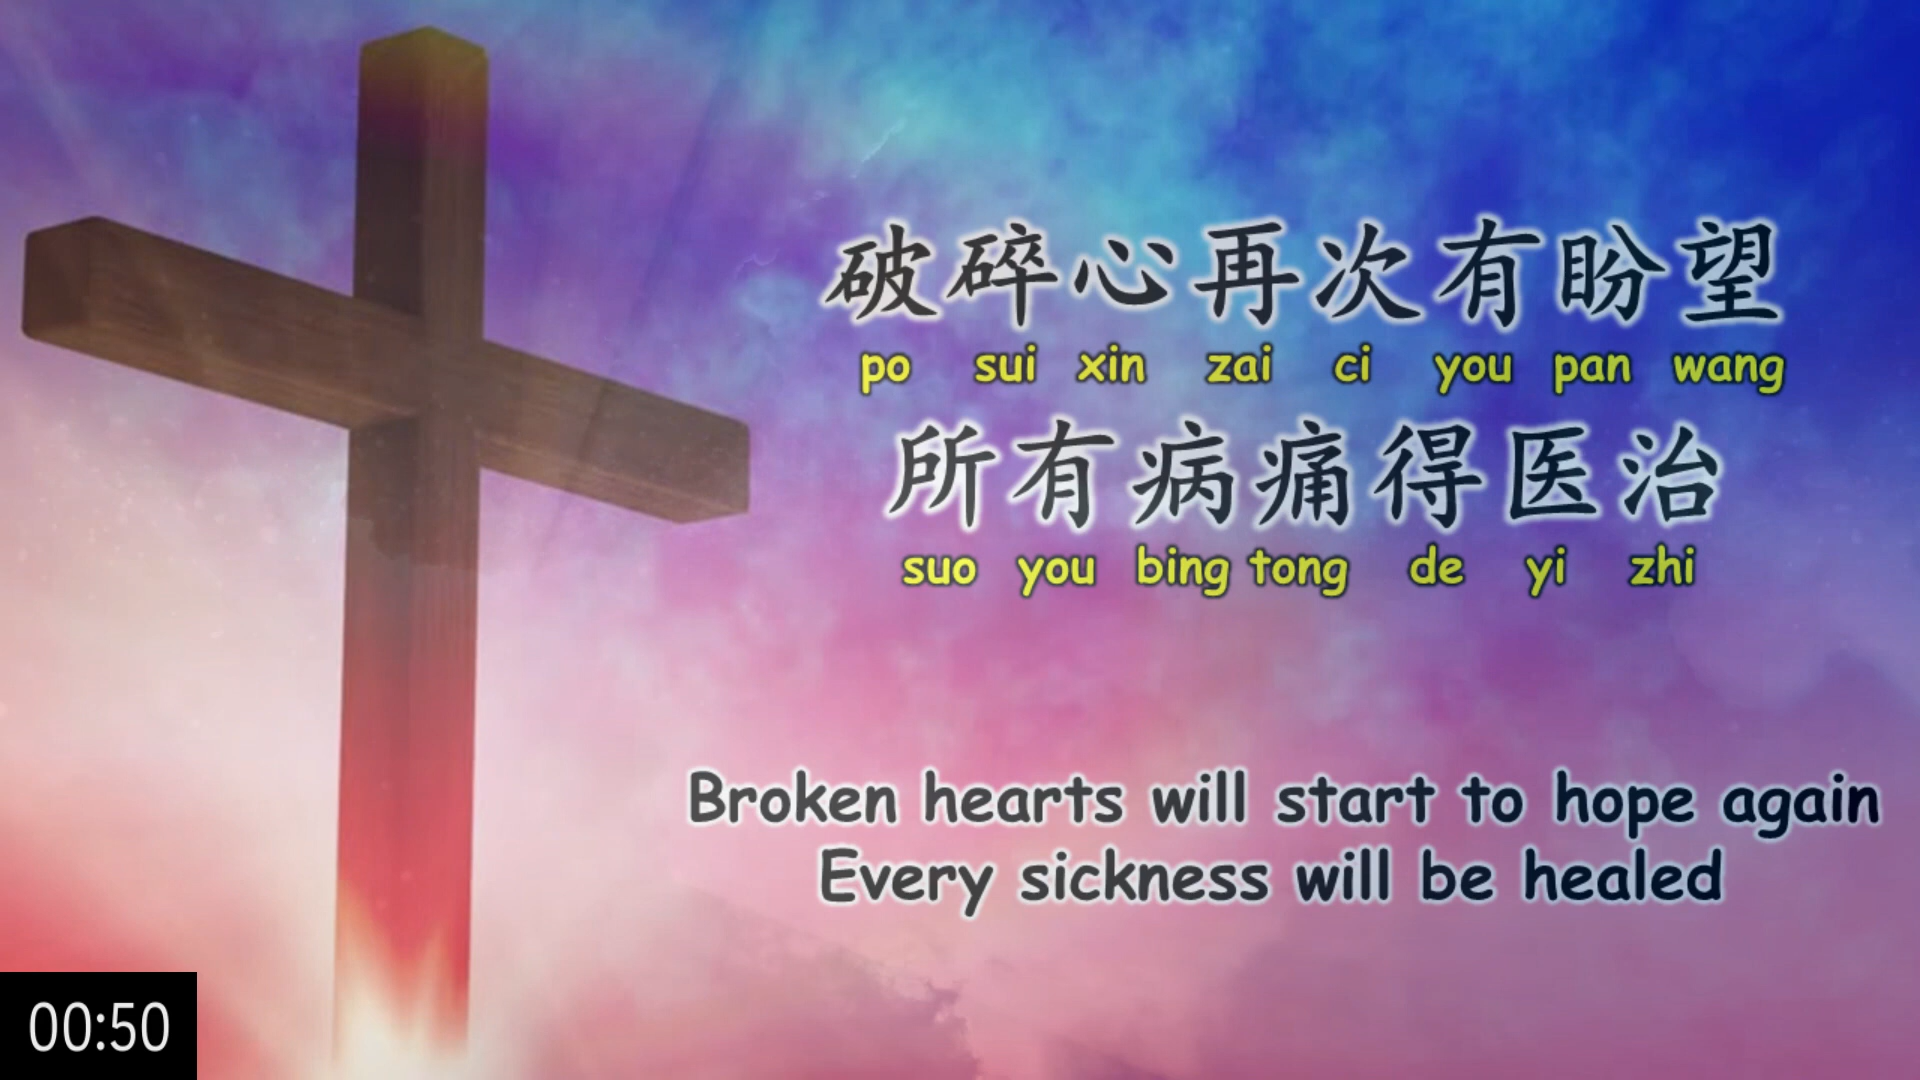 破碎心再次有盼望
po sui xin zai ci you pan wang
所有病痛得医治
suo you bing tong de yi zhi
Broken hearts will start to hope again
Every sickness will be healed
00:50